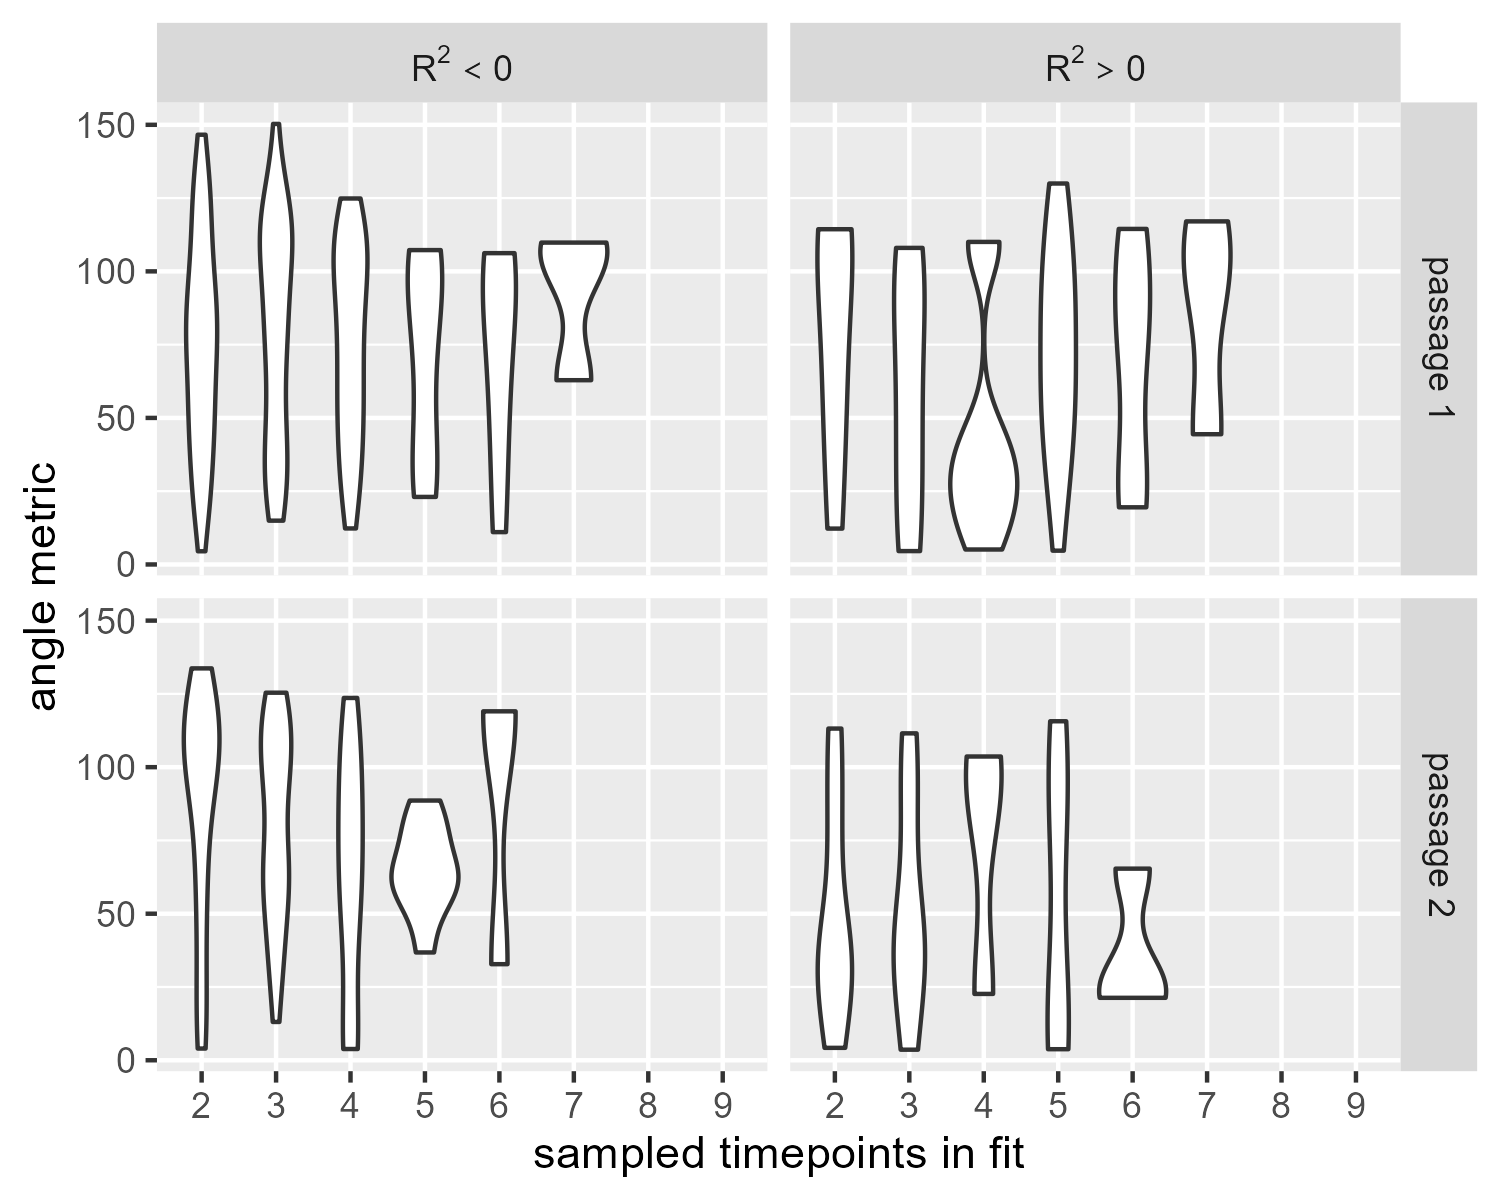 R² < 0
R² > 0
150
100
50
0
passage 1
angle metric
150
100
50
0
passage 2
2 3 4 5 6 7 8 9
2 3 4 5 6 7 8 9
sampled timepoints in fit